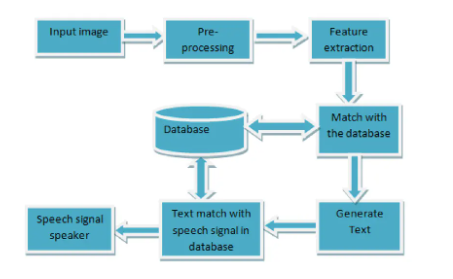 Input image
Pre-
processing
Feature
extraction
Database
Match with
the database
Speech signal
speaker
Text match with
speech signal in
database
Generate
Text